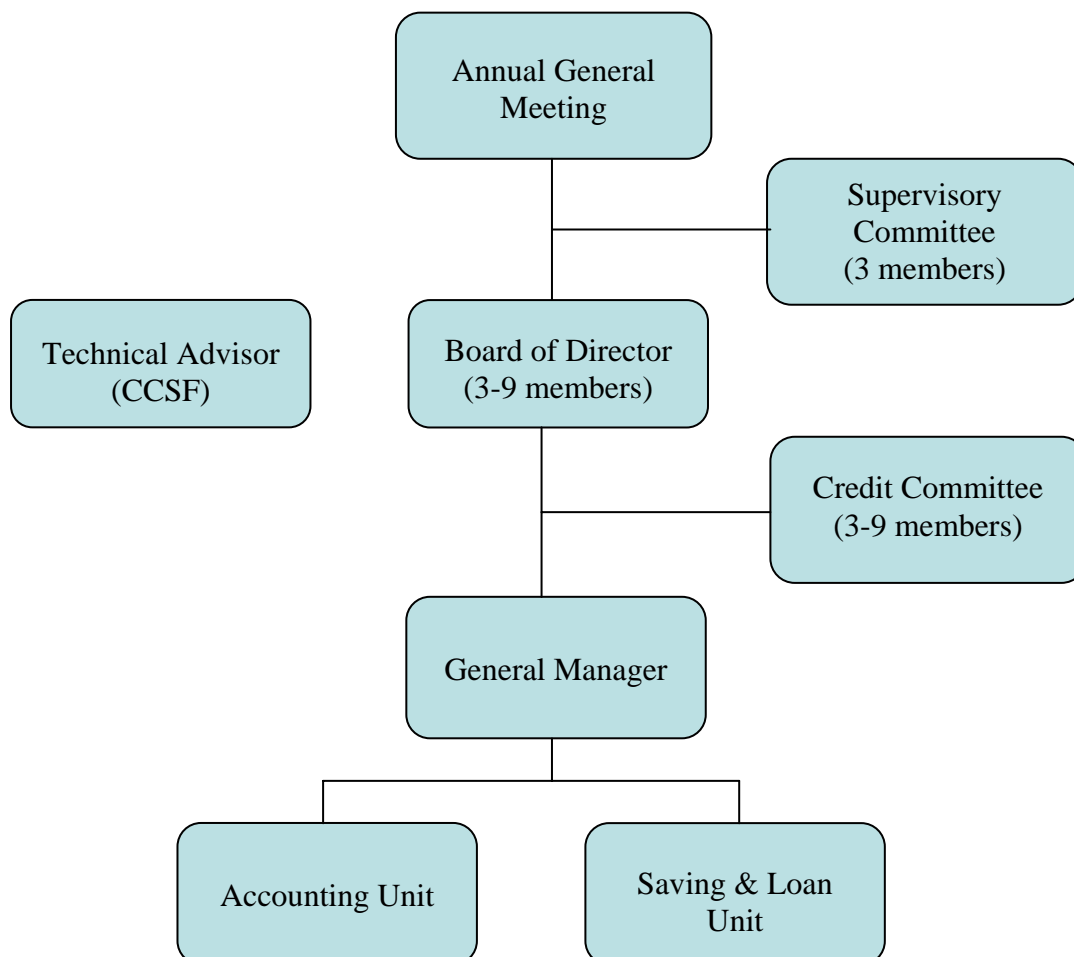 Annual General
Meeting
Supervisory
Committee
(3 members)
Technical Advisor
(CCSF)
Board of Director
(3-9 members)
Credit Committee
(3-9 members)
General Manager
Accounting Unit
Saving & Loan
Unit